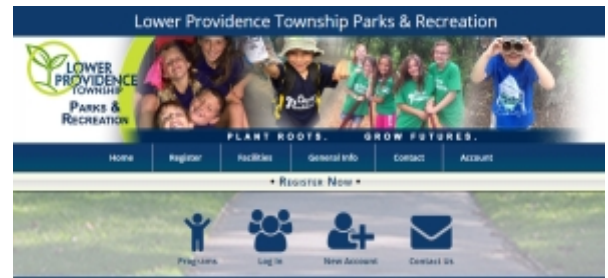 Lower Providence Township Parks & Recreation
LOWER
PROVIDENCE
TOWNSHIP
PARKS &
RECREATION
PLANT ROOTS. GROW FUTURES.
Home Register Facilities General Info Contact Account
• REGISTER NOW •
Programs Log In New Account Contact Us